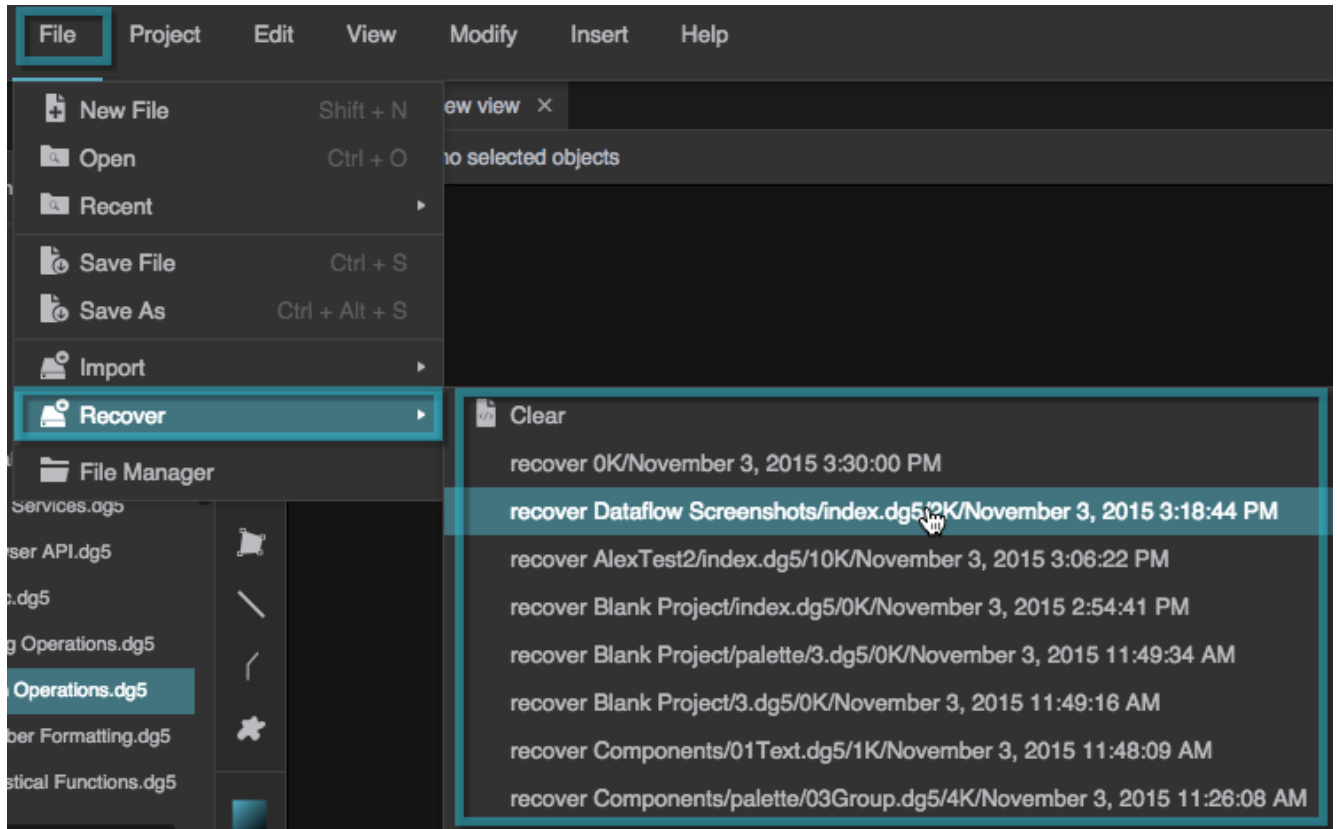 File Project Edit View Modify Insert Help
New File Shift + N
ew view ×
Open Ctrl + O
no selected objects
Recent
Save File Ctrl + S
Save As Ctrl + Alt + S
Import
Recover
Clear
recover 0K/November 3, 2015 3:30:00 PM
File Manager
Services.dg5
recover Dataflow Screenshots/index.dg5/ K/November 3, 2015 3:18:44 PM
ser API.dg5
recover AlexTest2/index.dg5/10K/November 3, 2015 3:06:22 PM
c.dg5
recover Blank Project/index.dg5/0K/November 3, 2015 2:54:41 PM
g Operations.dg5
recover Blank Project/palette/3.dg5/0K/November 3, 2015 11:49:34 AM
Operations.dg5
recover Blank Project/3.dg5/0K/November 3, 2015 11:49:16 AM
ber Formatting.dg5
recover Components/01Text.dg5/1K/November 3, 2015 11:48:09 AM
stical Functions.dg5
recover Components/palette/03Group.dg5/4K/November 3, 2015 11:26:08 AM